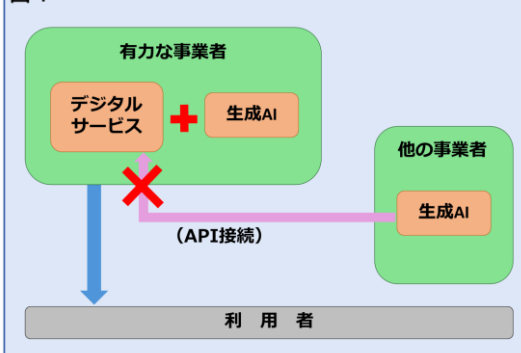 有力な事業者
デジタル
サービス
生成AI
他の事業者
生成AI
（API接続）
利 用 者